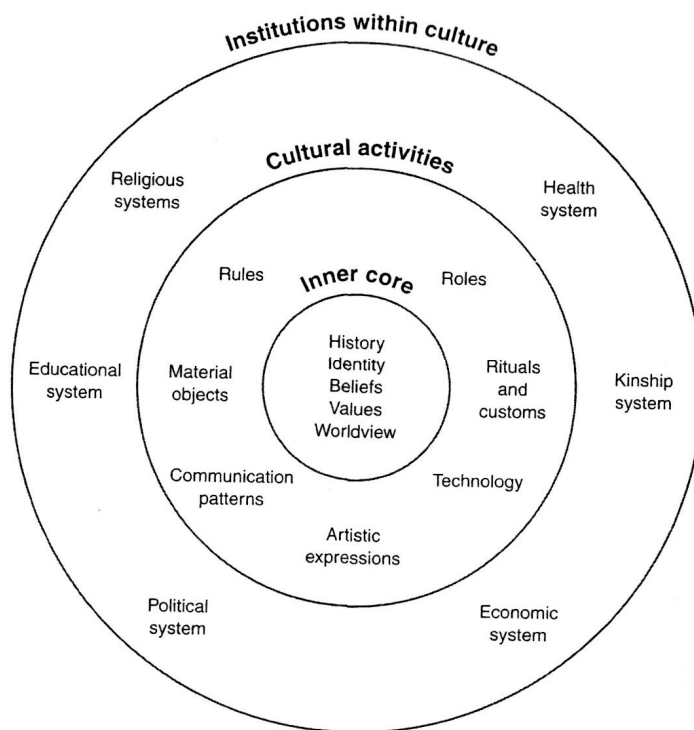 Institutions within culture
Cultural activities
Religious
systems
Health
system
Rules
Inner core
Roles
History
Identity
Beliefs
Values
Worldview
Educational
system
Material
objects
Rituals
and
customs
Kinship
system
Communication
patterns
Technology
Artistic
expressions
Political
system
Economic
system